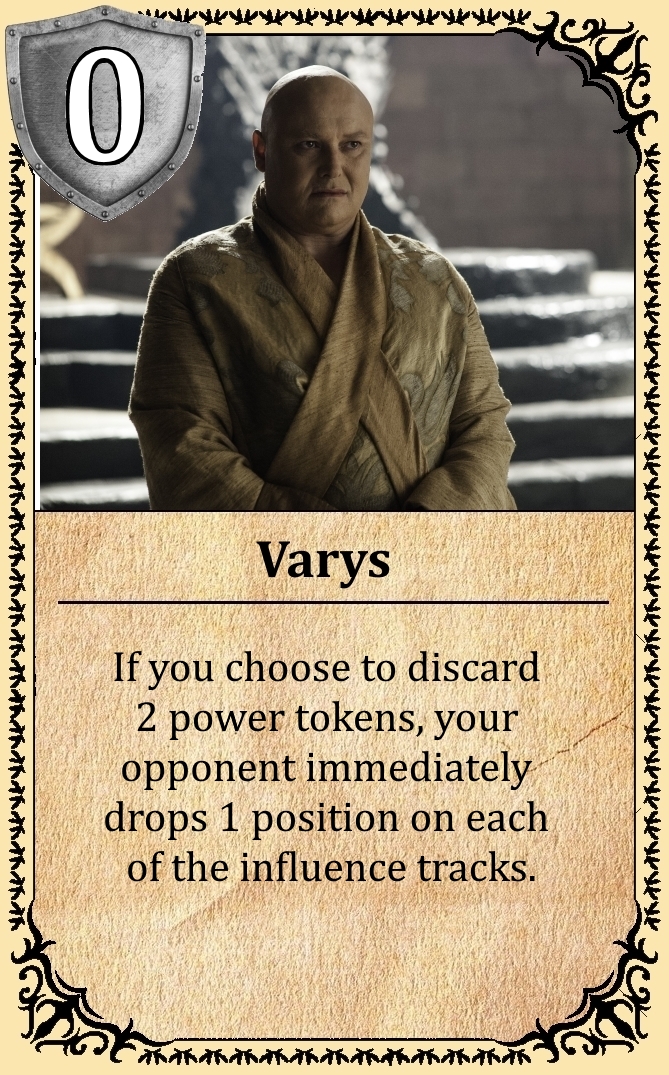 0
Varys
If you choose to discard
2 power tokens, your
opponent immediately
drops 1 position on each
of the influence tracks.